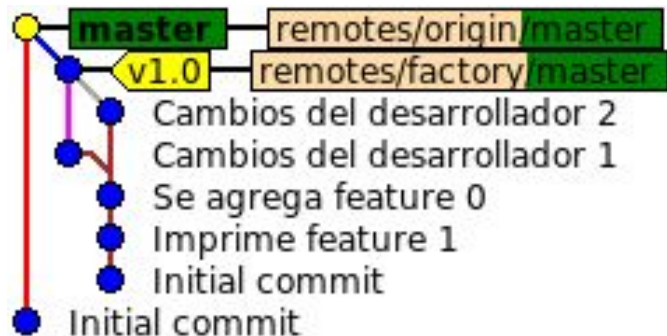 master remotes/origin/master
v1.0 remotes/factory/master
Cambios del desarrollador 2
Cambios del desarrollador 1
Se agrega feature 0
Imprime feature 1
Initial commit
Initial commit